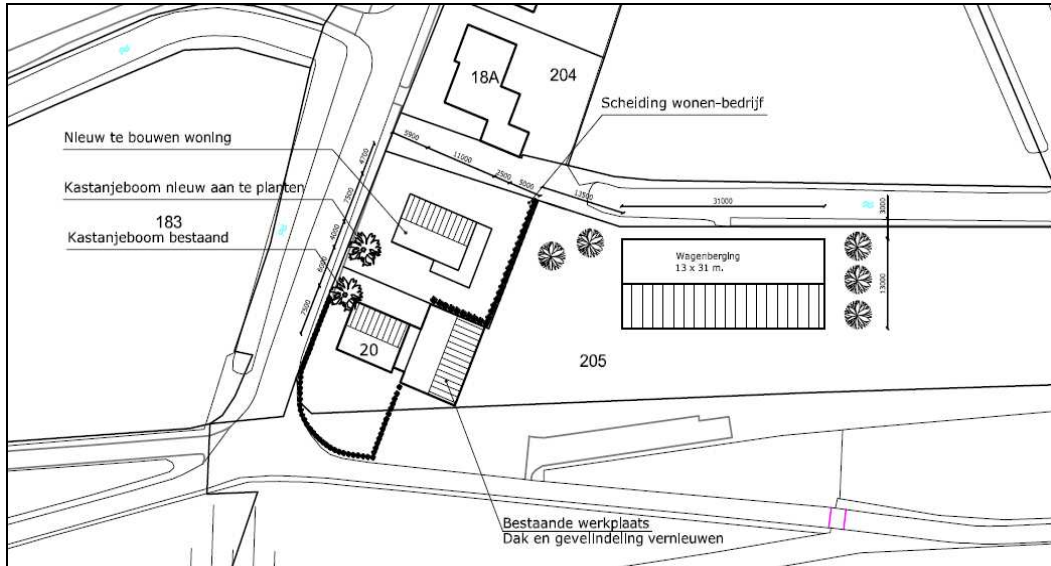 18A
204
Scheiding wonen-bedrijf
Nieuw te bouwen woning
Kastanjeboom nieuw aan te planten
183
Kastanjeboom bestaand
5900
11000
2500
5000
13500
31000
3000
13000
4700
7500
4000
6000
7500
Wagenberging
13 x 31 m.
20
205
Bestaande werkplaats
Dak en gevelindeling vernieuwen